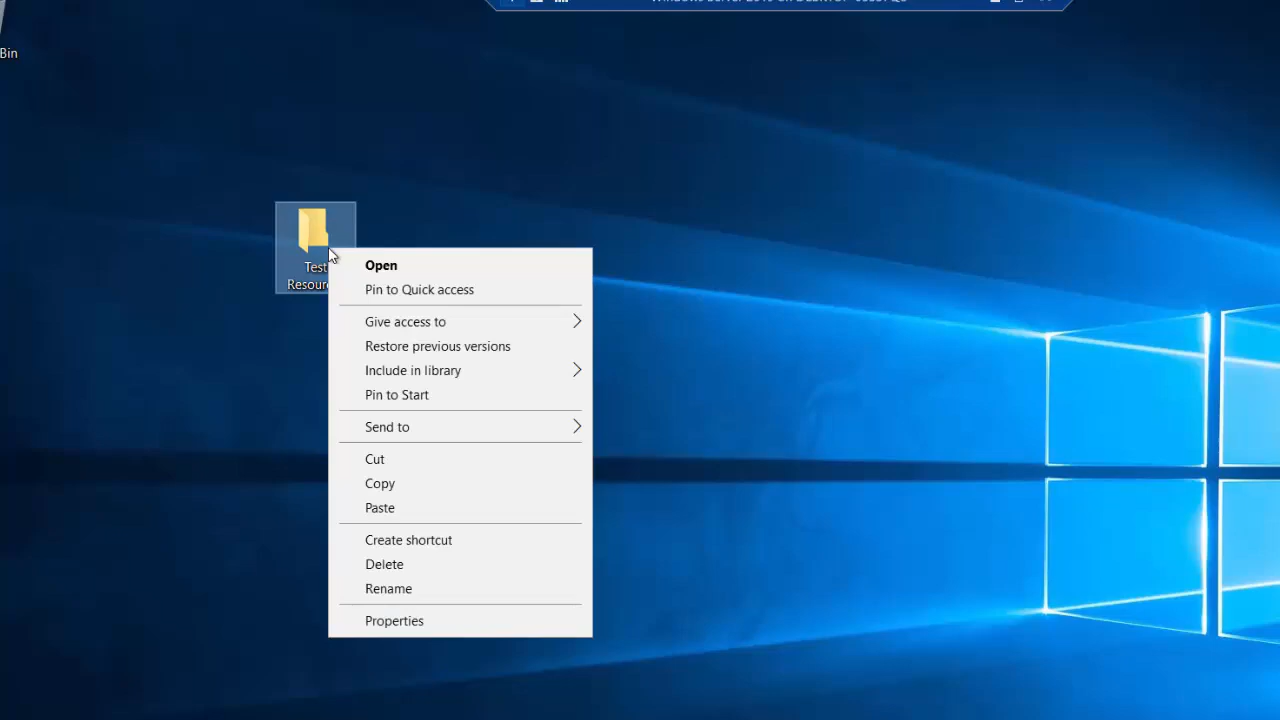 Bin
Test
Open
Pin to Quick access
Give access to
Restore previous versions
Include in library
Pin to Start
Send to
Cut
Copy
Paste
Create shortcut
Delete
Rename
Properties